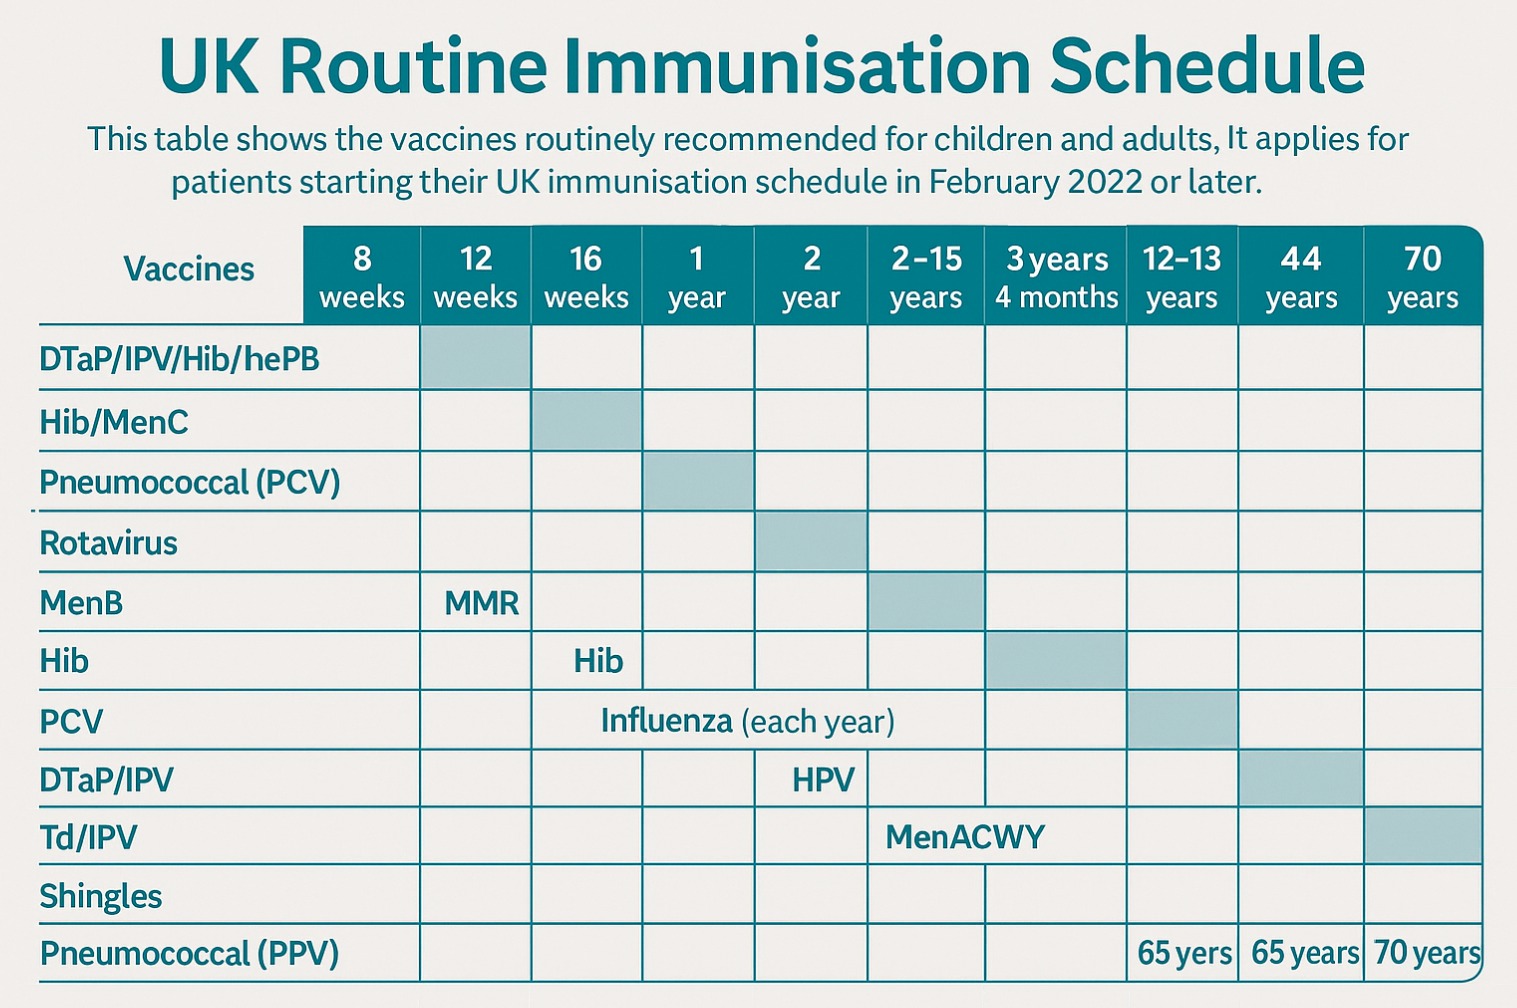 UK Routine Immunisation Schedule
This table shows the vaccines routinely recommended for children and adults, It applies for
patients starting their UK immunisation schedule in February 2022 or later.
Vaccines 8 weeks 12 weeks 16 weeks 1 year 2 year 2–15 years 3 years 4 months 12–13 years 44 years 70 years
DTaP/IPV/Hib/hePB
Hib/MenC
Pneumococcal (PCV)
Rotavirus
MenB MMR
Hib Hib
PCV Influenza (each year)
DTaP/IPV HPV
Td/IPV MenACWY
Shingles
Pneumococcal (PPV) 65 yers 65 years 70 years